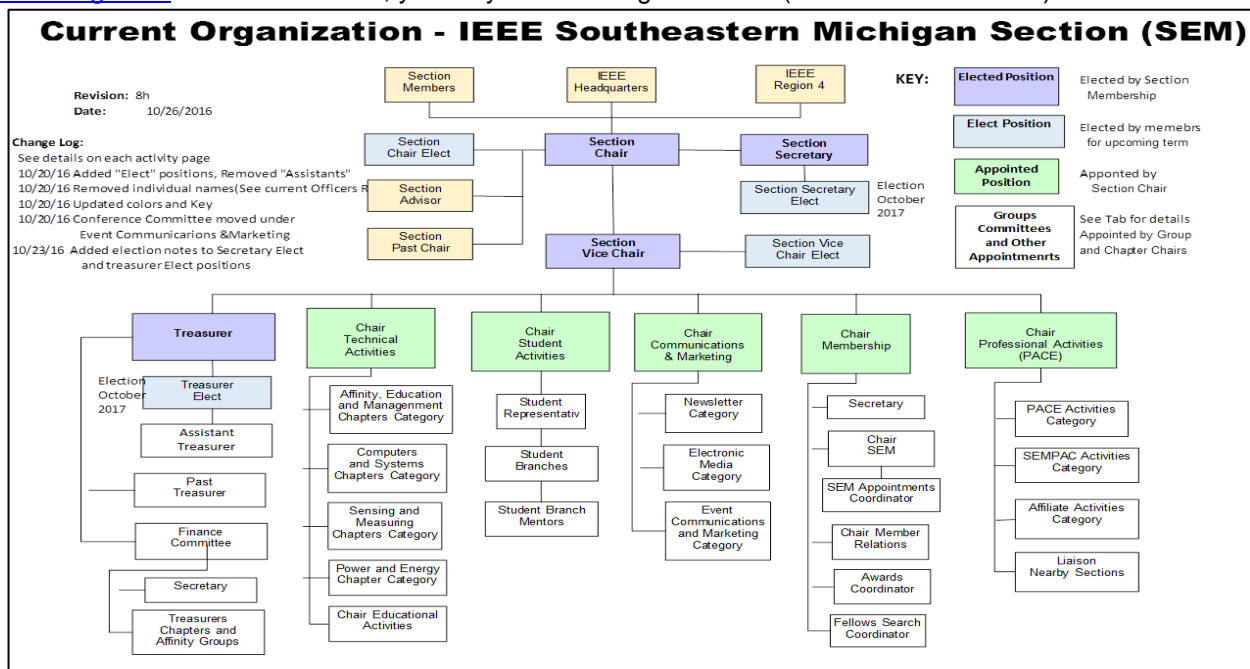 Current Organization - IEEE Southeastern Michigan Section (SEM)
Revision: 8h
Date: 10/26/2016
Change Log:
See details on each activity page
10/20/16 Added "Elect" positions, Removed "Assistants"
10/20/16 Removed individual names(See current Officers R
10/20/16 Updated colors and Key
10/20/16 Conference Committee moved under
Event Communicarions &Marketing
10/23/16 Added election notes to Secretary Elect
and treasurer Elect positions
Section
Members
IEEE
Headquarters
IEEE
Region 4
KEY:
Elected Position
Elected by Section
Membership
Elect Position
Elected by memebrs
for upcoming term
Appointed
Position
Apponted by
Section Chair
Groups
Committees
and Other
Appointmenrts
See Tab for details
Appointed by Group
and Chapter Chairs
Section
Chair Elect
Section
Chair
Section
Secretary
Section
Advisor
Section Secretary
Elect
Election
October
2017
Section
Past Chair
Section
Vice Chair
Section Vice
Chair Elect
Treasurer
Election
October
2017
Treasurer
Elect
Assistant
Treasurer
Past
Treasurer
Finance
Committee
Secretary
Treasurers
Chapters and
Affinity Groups
Chair
Technical
Activities
Affinity, Education
and Management
Chapters Category
Computers
and Systems
Chapters Category
Sensing and
Measuring
Chapters Category
Power and Energy
Chapter Category
Chair Educational
Activities
Chair
Student
Activities
Student
Representativ
Student
Branches
Student Branch
Mentors
Chair
Communications
& Marketing
Newsletter
Category
Electronic
Media
Category
Event
Communications
and Marketing
Category
Chair
Membership
Secretary
Chair
SEM
SEM Appointments
Coordinator
Chair Member
Relations
Awards
Coordinator
Fellows Search
Coordinator
Chair
Professional Activities
(PACE)
PACE Activities
Category
SEMPAC Activities
Category
Affiliate Activities
Category
Liaison
Nearby Sections